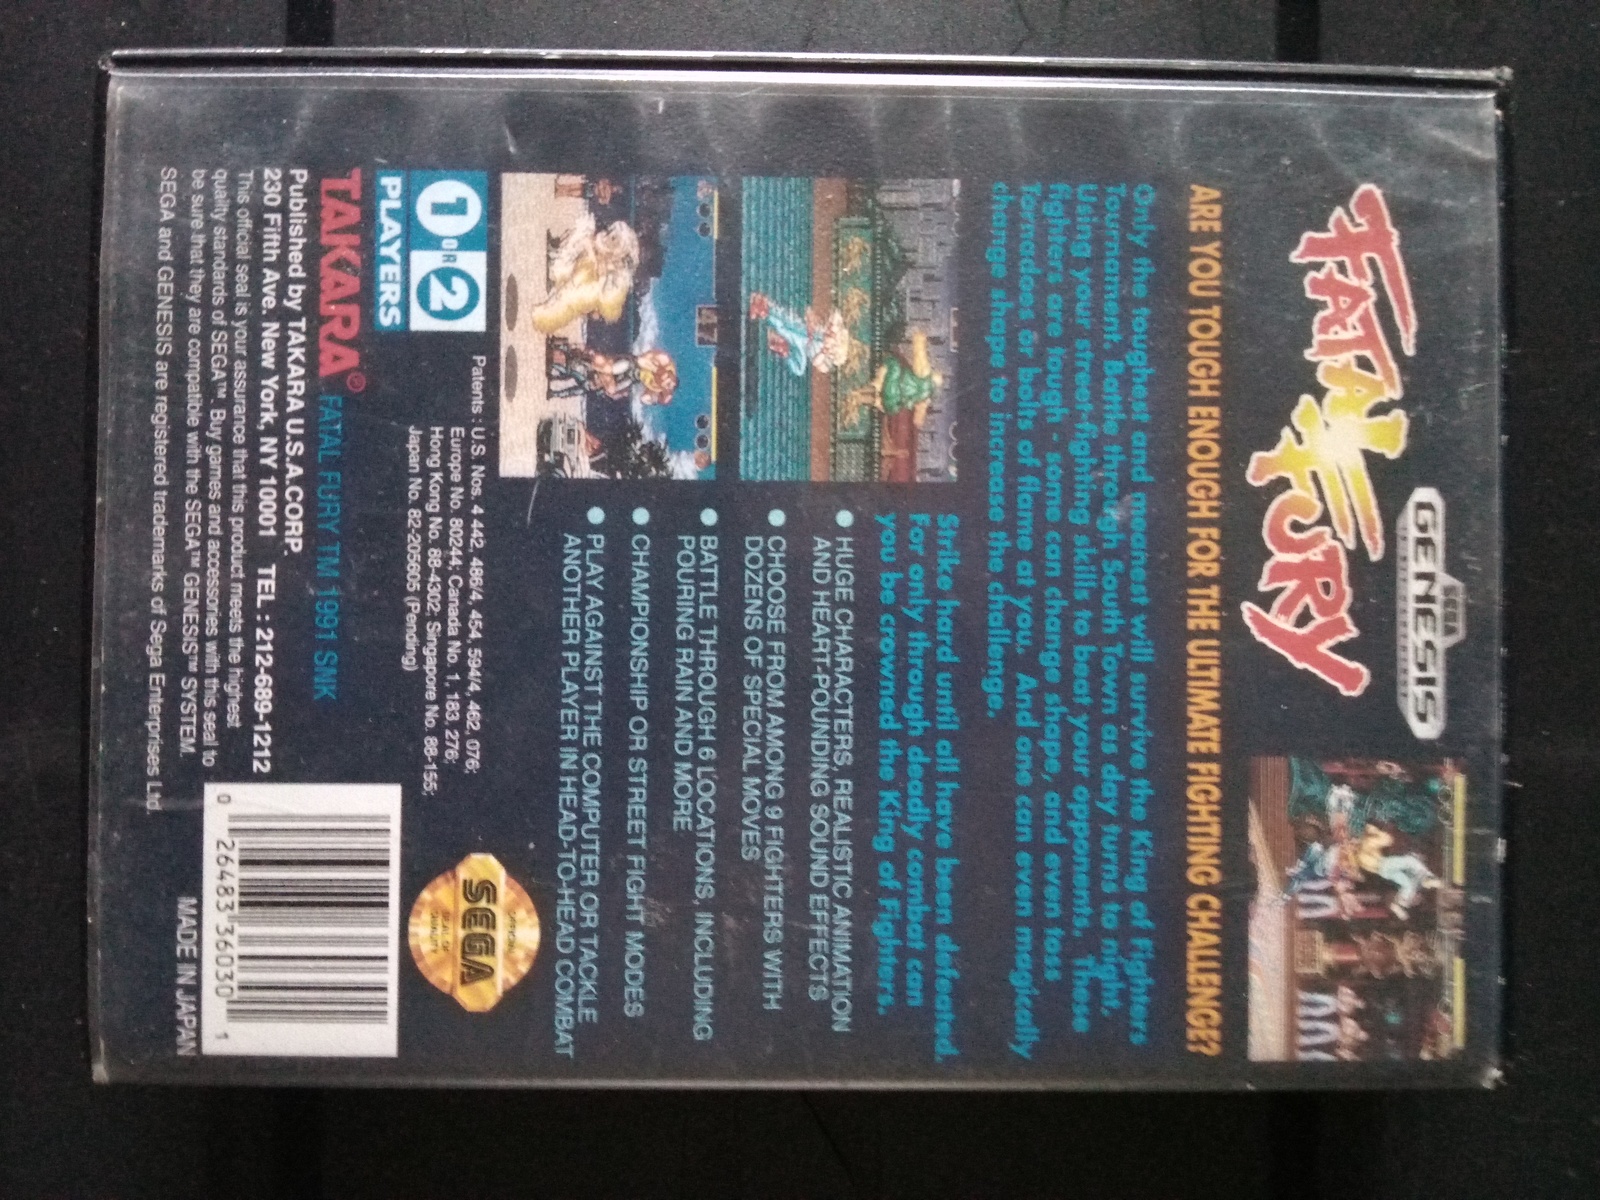 FATAL FURY
SEGA
GENESIS
ARE YOU TOUGH ENOUGH FOR THE ULTIMATE FIGHTING CHALLENGE?
Only the toughest and meanest will survive the King of Fighters
Tournament. Battle through South Town as day turns to night.
Using your street-fighting skills to beat your opponents. These
fighters are tough - some can change shape, and even toss
Tornadoes or bolts of flame at you. And one can even magically
change shape to increase the challenge.
Strike hard until all have been defeated.
For only through deadly combat can
you be crowned the King of Fighters.
● HUGE CHARACTERS, REALISTIC ANIMATION
AND HEART-POUNDING SOUND EFFECTS
● CHOOSE FROM AMONG 9 FIGHTERS WITH
DOZENS OF SPECIAL MOVES
● BATTLE THROUGH 6 LOCATIONS, INCLUDING
POURING RAIN AND MORE
● CHAMPIONSHIP OR STREET FIGHT MODES
● PLAY AGAINST THE COMPUTER OR TACKLE
ANOTHER PLAYER IN HEAD-TO-HEAD COMBAT
47
1 OR 2
PLAYERS
Patents : U.S. Nos. 4,442, 486/4, 454, 594/4, 462, 076;
Europe No. 80244; Canada No. 1, 183, 276;
Hong Kong No. 88-4302; Singapore No. 88-155;
Japan No. 82-205605 (Pending)
SEGA
SEAL OF
QUALITY
TAKARA® FATAL FURY TM 1991 SNK
Published by TAKARA U.S.A. CORP.
230 Fifth Ave. New York, NY 10001 TEL : 212-689-1212
This official seal is your assurance that this product meets the highest
quality standards of SEGA™. Buy games and accessories with this seal to
be sure that they are compatible with the SEGA™ GENESIS™ SYSTEM.
SEGA and GENESIS are registered trademarks of Sega Enterprises Ltd.
0 26483 36030 1
MADE IN JAPAN